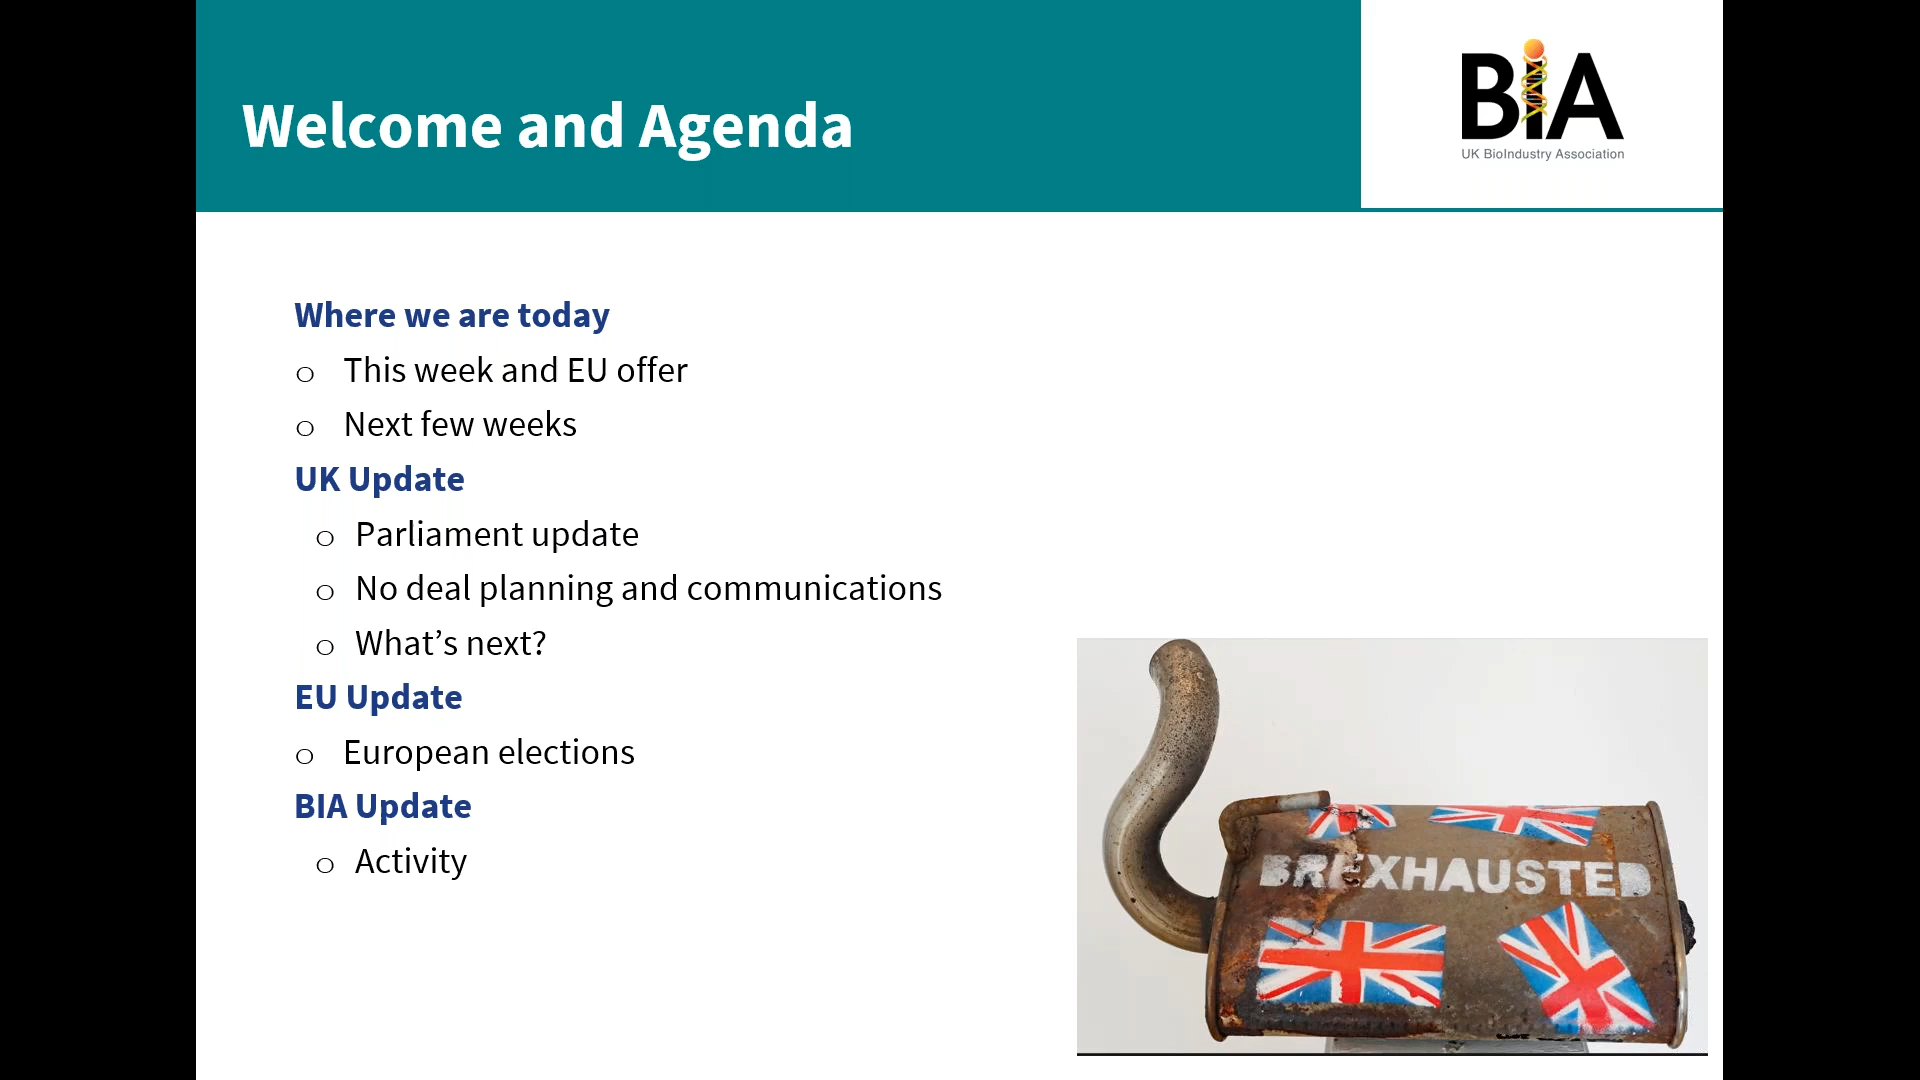 Welcome and Agenda
BiA
UK BioIndustry Association
Where we are today
o This week and EU offer
o Next few weeks
UK Update
o Parliament update
o No deal planning and communications
o What’s next?
EU Update
o European elections
BIA Update
o Activity
BREXHAUSTED